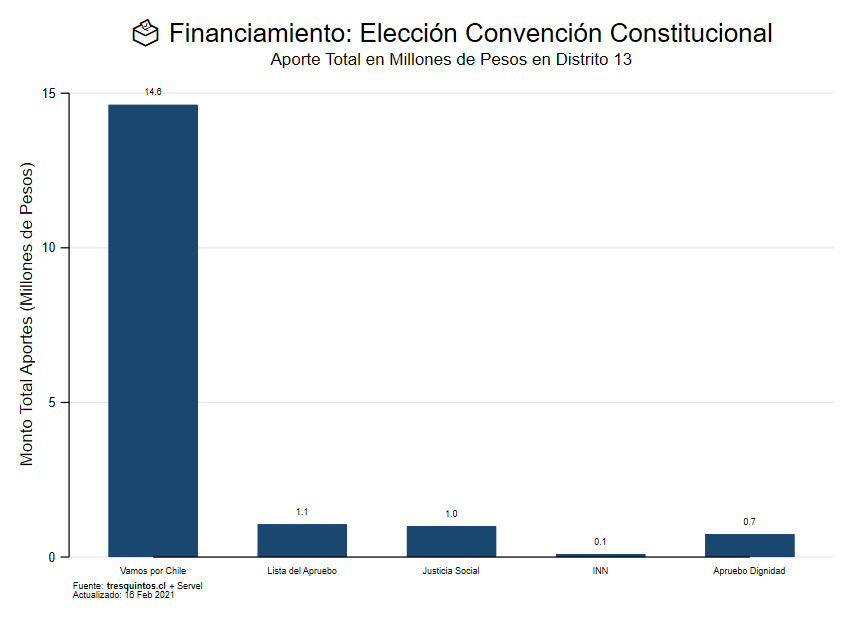 Financiamiento: Elección Convención Constitucional
Aporte Total en Millones de Pesos en Distrito 13
Monto Total Aportes (Millones de Pesos)
15
10
5
0
14.6
1.1
1.0
0.1
0.7
Vamos por Chile
Lista del Apruebo
Justicia Social
INN
Apruebo Dignidad
Fuente: tresquintos.cl + Servel
Actualizado: 16 Feb 2021